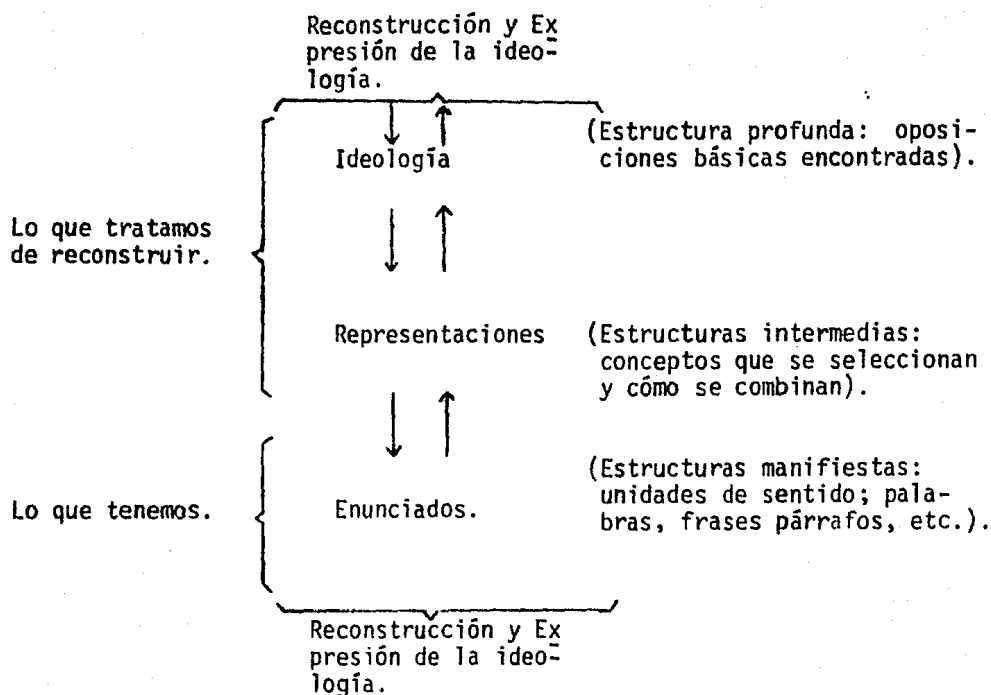 Reconstrucción y Ex
presión de la ideo-
logía.
Ideología
(Estructura profunda: oposi-
ciones básicas encontradas).
Lo que tratamos
de reconstruir.
Representaciones
(Estructuras intermedias:
conceptos que se seleccionan
y cómo se combinan).
Lo que tenemos.
Enunciados.
(Estructuras manifiestas:
unidades de sentido; pala-
bras, frases párrafos, etc.).
Reconstrucción y Ex
presión de la ideo-
logía.